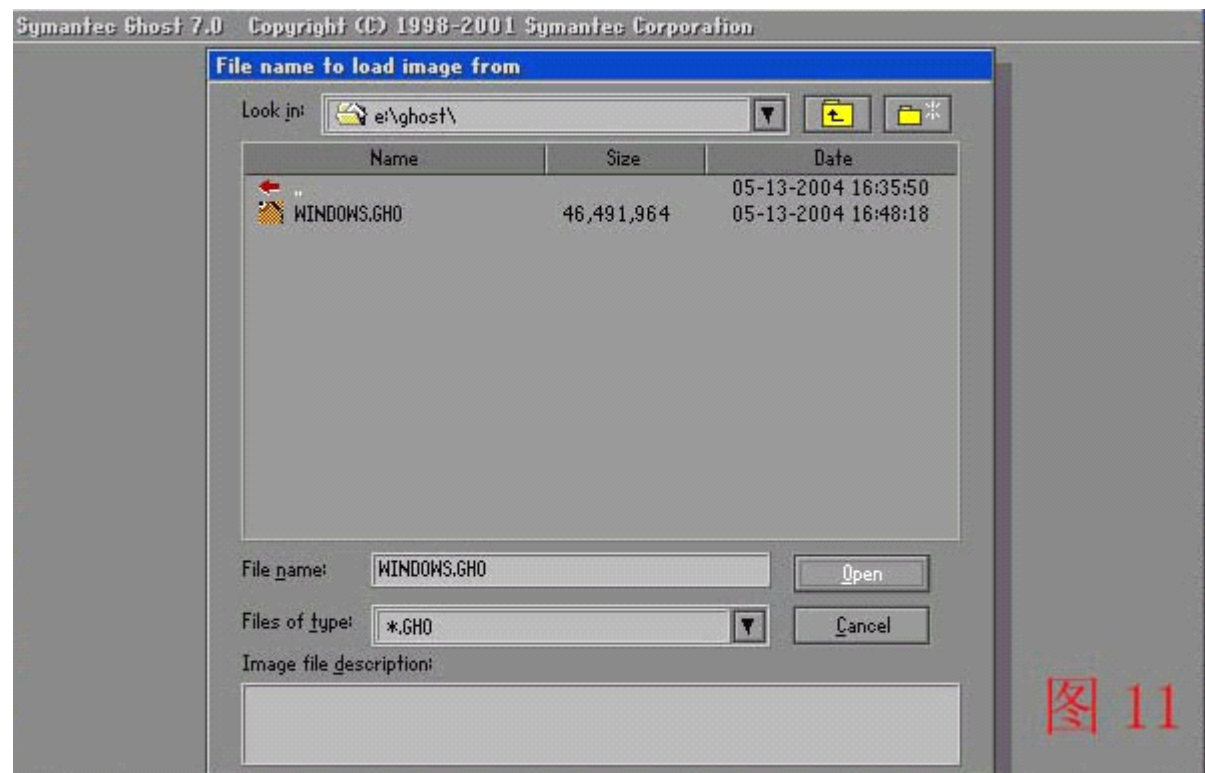 Symantec Ghost 7.0 Copyright (C) 1998-2001 Symantec Corporation
File name to load image from
Look in: e:\ghost\
Name Size Date
.. 05-13-2004 16:35:50
WINDOWS.GHO 46,491,964 05-13-2004 16:48:18
File name: WINDOWS.GHO Open
Files of type: *.GHO Cancel
Image file description:
图 11